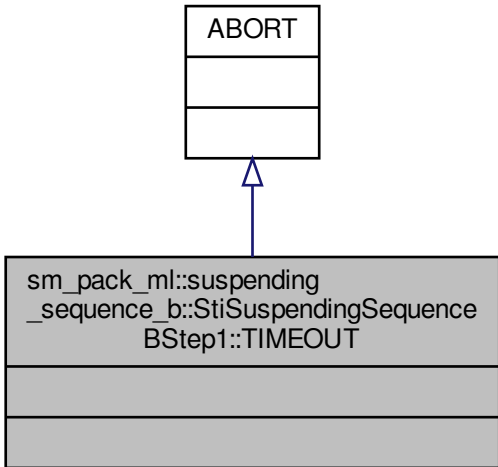 ABORT
sm_pack_ml::suspending
_sequence_b::StiSuspendingSequence
BStep1::TIMEOUT